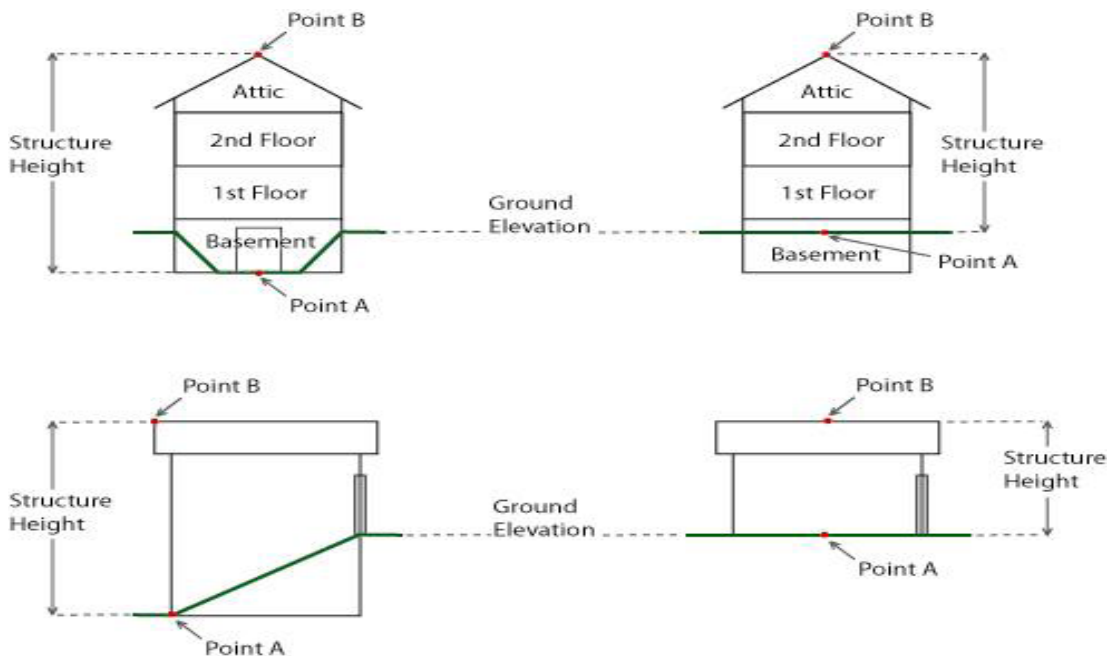 Point B
Attic
2nd Floor
1st Floor
Basement
Structure
Height
Point A
Ground
Elevation
Point B
Attic
2nd Floor
1st Floor
Basement
Structure
Height
Point A
Point B
Structure
Height
Point A
Ground
Elevation
Point B
Structure
Height
Point A